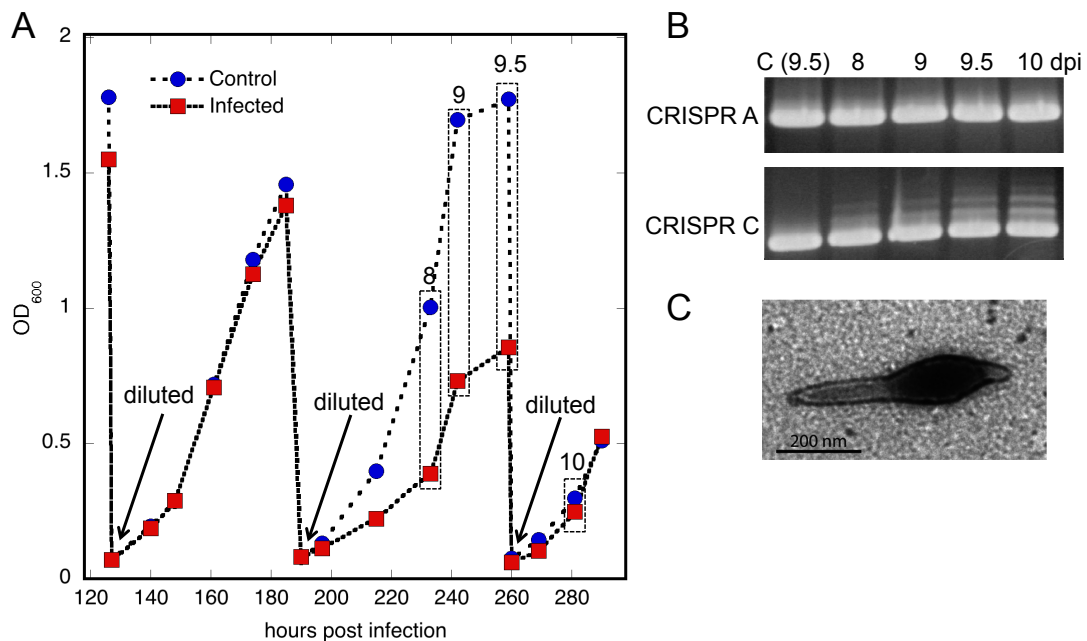 A
2
1.5
1
0.5
0
OD600
120 140 160 180 200 220 240 260 280
hours post infection
Control
Infected
diluted
diluted
diluted
8
9
9.5
10
B
C (9.5) 8 9 9.5 10 dpi
CRISPR A
CRISPR C
C
200 nm